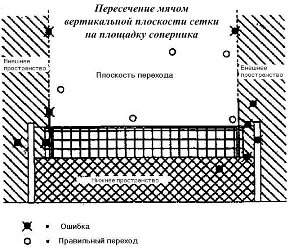 Пересечение мячом
вертикальной плоскости сетки
на площадку соперника
Внешнее
пространство
Плоскость перехода
Внешнее
пространство
Нижнее пространство
Ошибка
Правильный переход